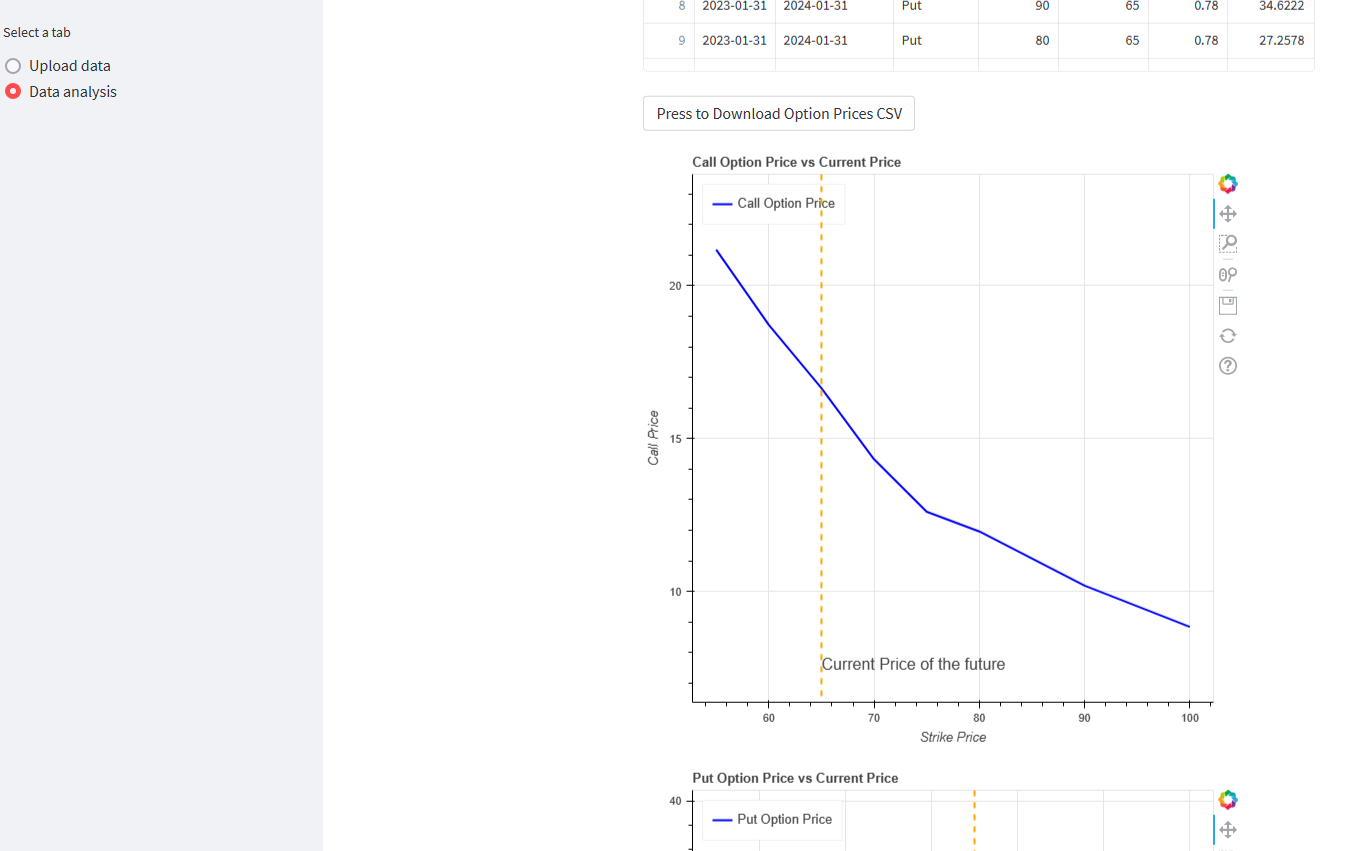 Select a tab
Upload data
Data analysis
8 2023-01-31 2024-01-31 Put 90 65 0.78 34.6222
9 2023-01-31 2024-01-31 Put 80 65 0.78 27.2578
Press to Download Option Prices CSV
Call Option Price vs Current Price
Call Option Price
20
15
10
Call Price
Current Price of the future
60 70 80 90 100
Strike Price
Put Option Price vs Current Price
40
Put Option Price